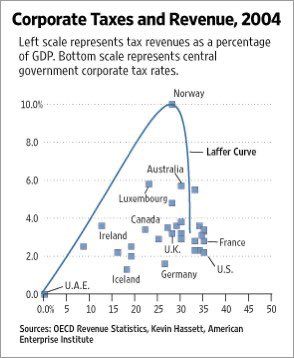 Corporate Taxes and Revenue, 2004
Left scale represents tax revenues as a percentage
of GDP. Bottom scale represents central
government corporate tax rates.
Norway
10.0%
Laffer Curve
8.0
Australia
6.0
Luxembourg
4.0
Canada
Ireland
U.K.
France
2.0
Iceland
Germany
U.S.
U.A.E.
0.0
0.0% 5 10 15 20 25 30 35 40 45 50
Sources: OECD Revenue Statistics, Kevin Hassett, American
Enterprise Institute